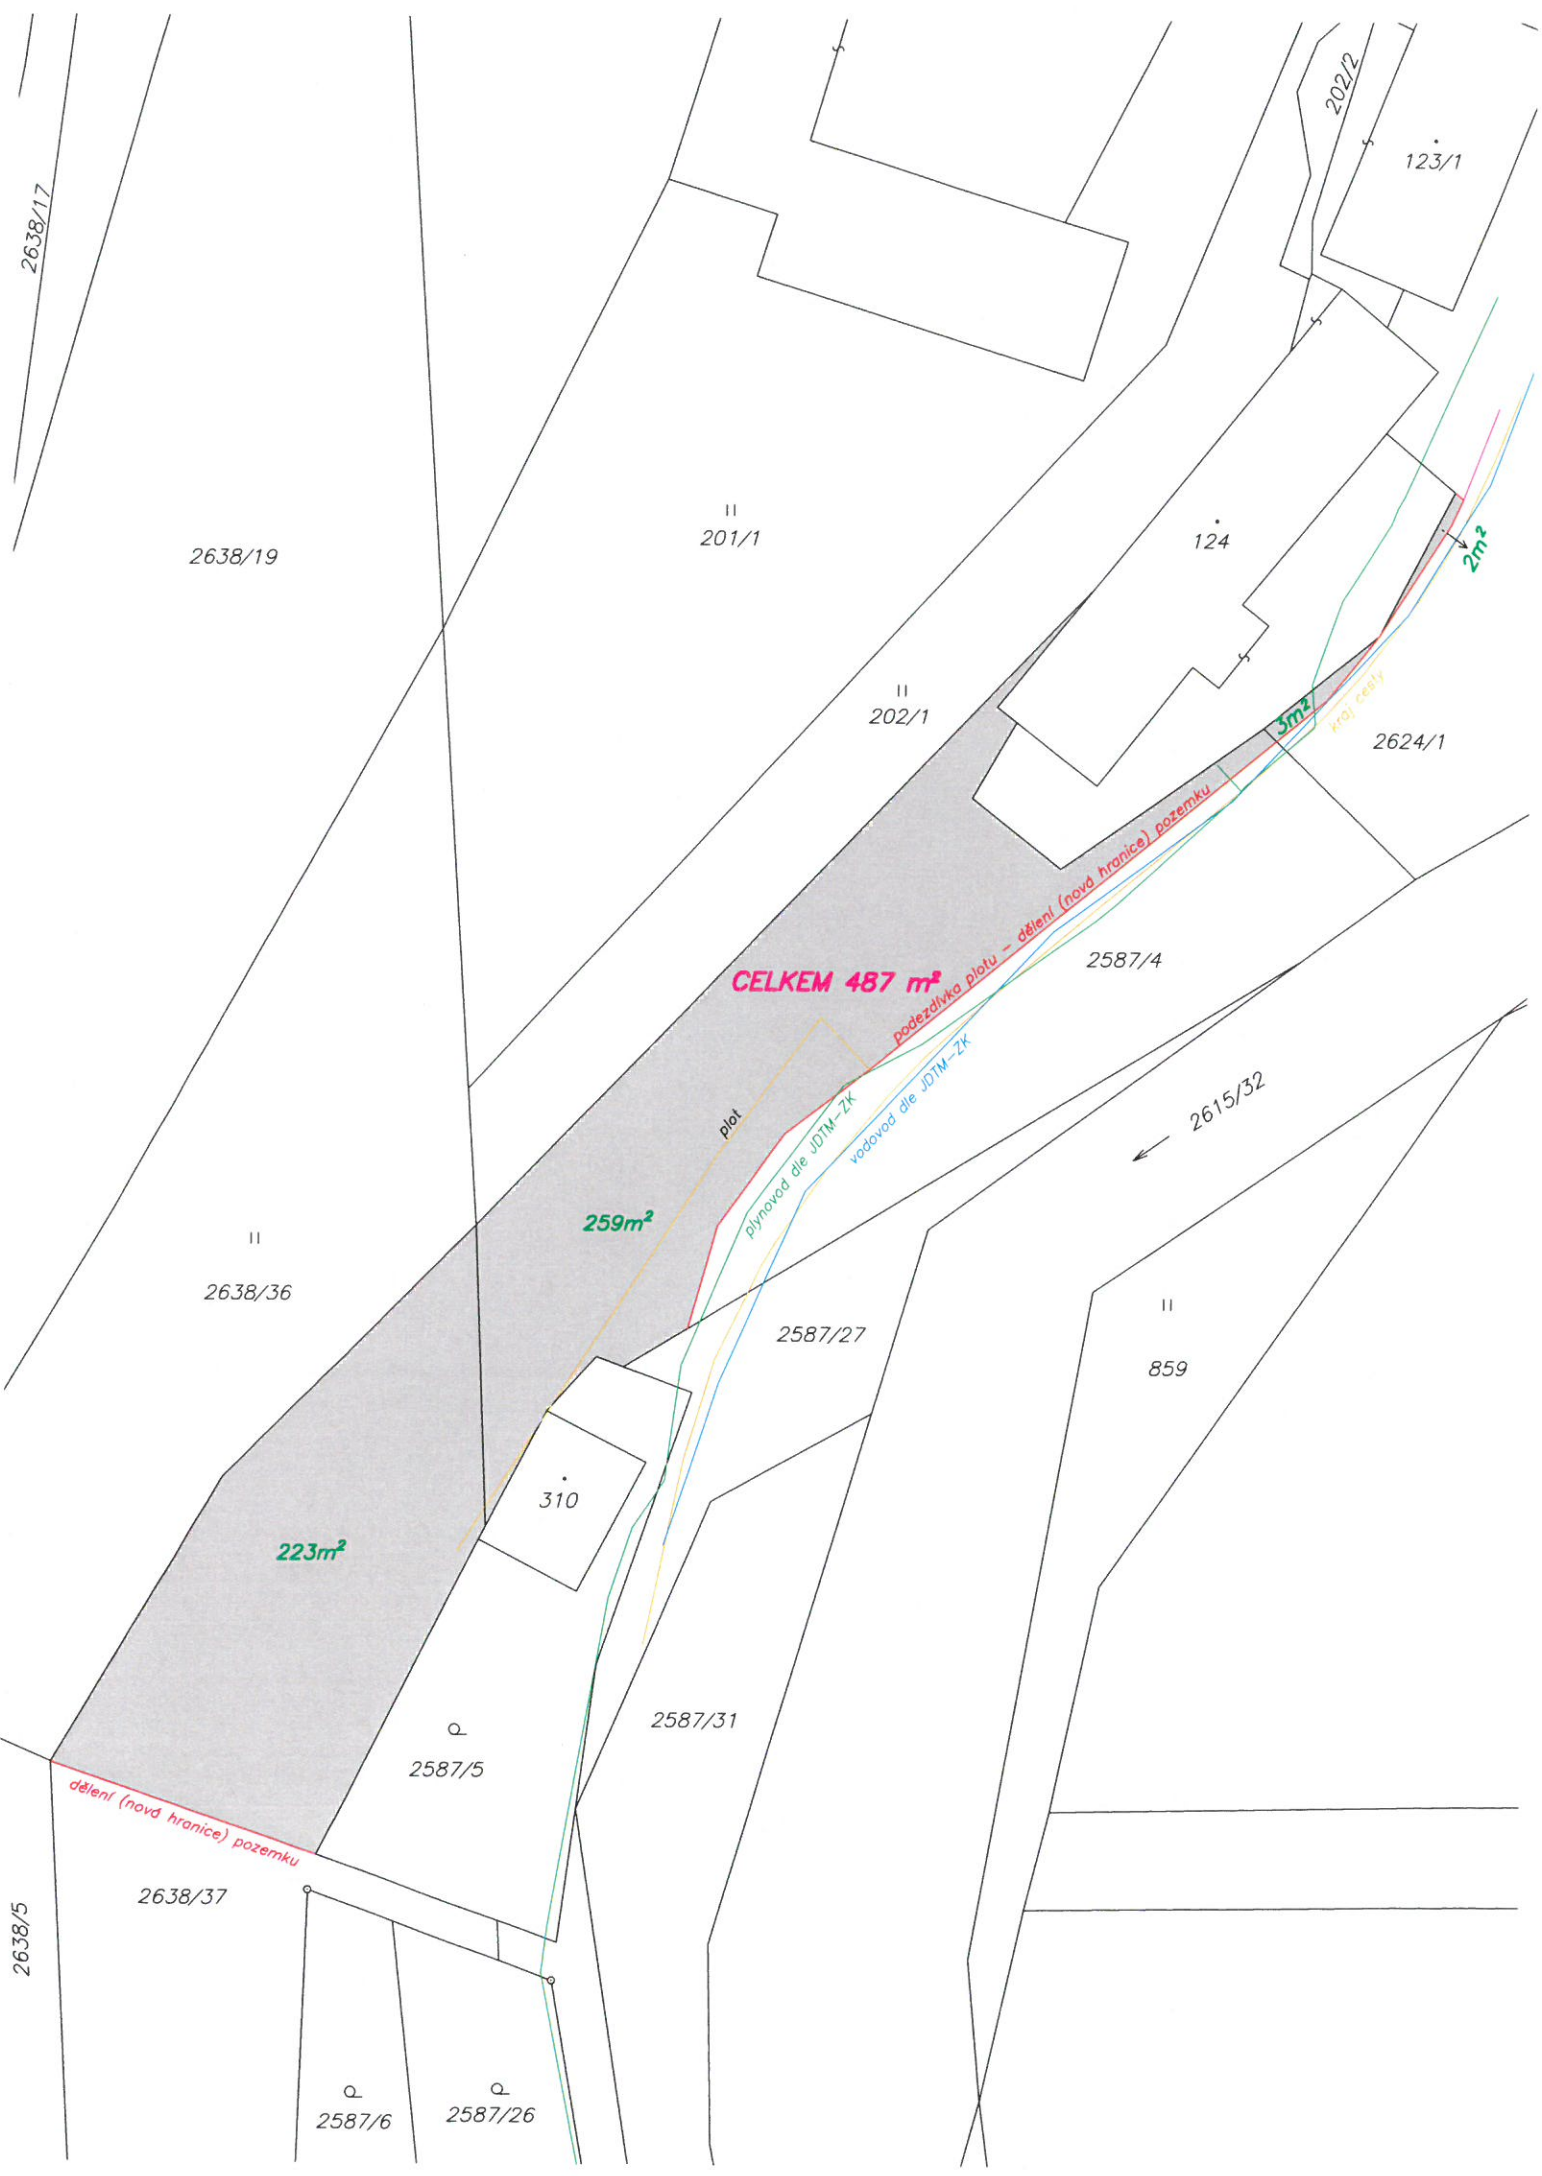 202/2
123/1
2638/17
201/1
2638/19
124
2m²
202/1
3m²
kraj cesty
2624/1
podezdívka plotu – dělení (nová hranice) pozemku
CELKEM 487 m²
2587/4
vodovod dle JDTM-ZK
plynovod dle JDTM-ZK
plot
2615/32
259m²
2638/36
2587/27
859
310
223m²
2587/31
2587/5
dělení (nová hranice) pozemku
2638/37
2638/5
2587/6
2587/26